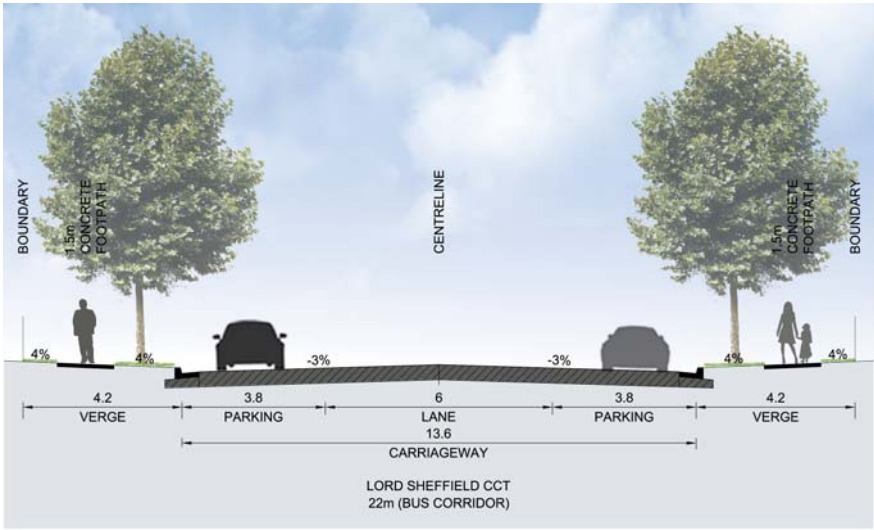 BOUNDARY
1.5m
CONCRETE
FOOTPATH
CENTRELINE
1.5m
CONCRETE
FOOTPATH
BOUNDARY
4%
4%
-3%
-3%
4%
4%
4.2
3.8
6
3.8
4.2
VERGE
PARKING
LANE
PARKING
VERGE
13.6
CARRIAGEWAY
LORD SHEFFIELD CCT
22m (BUS CORRIDOR)